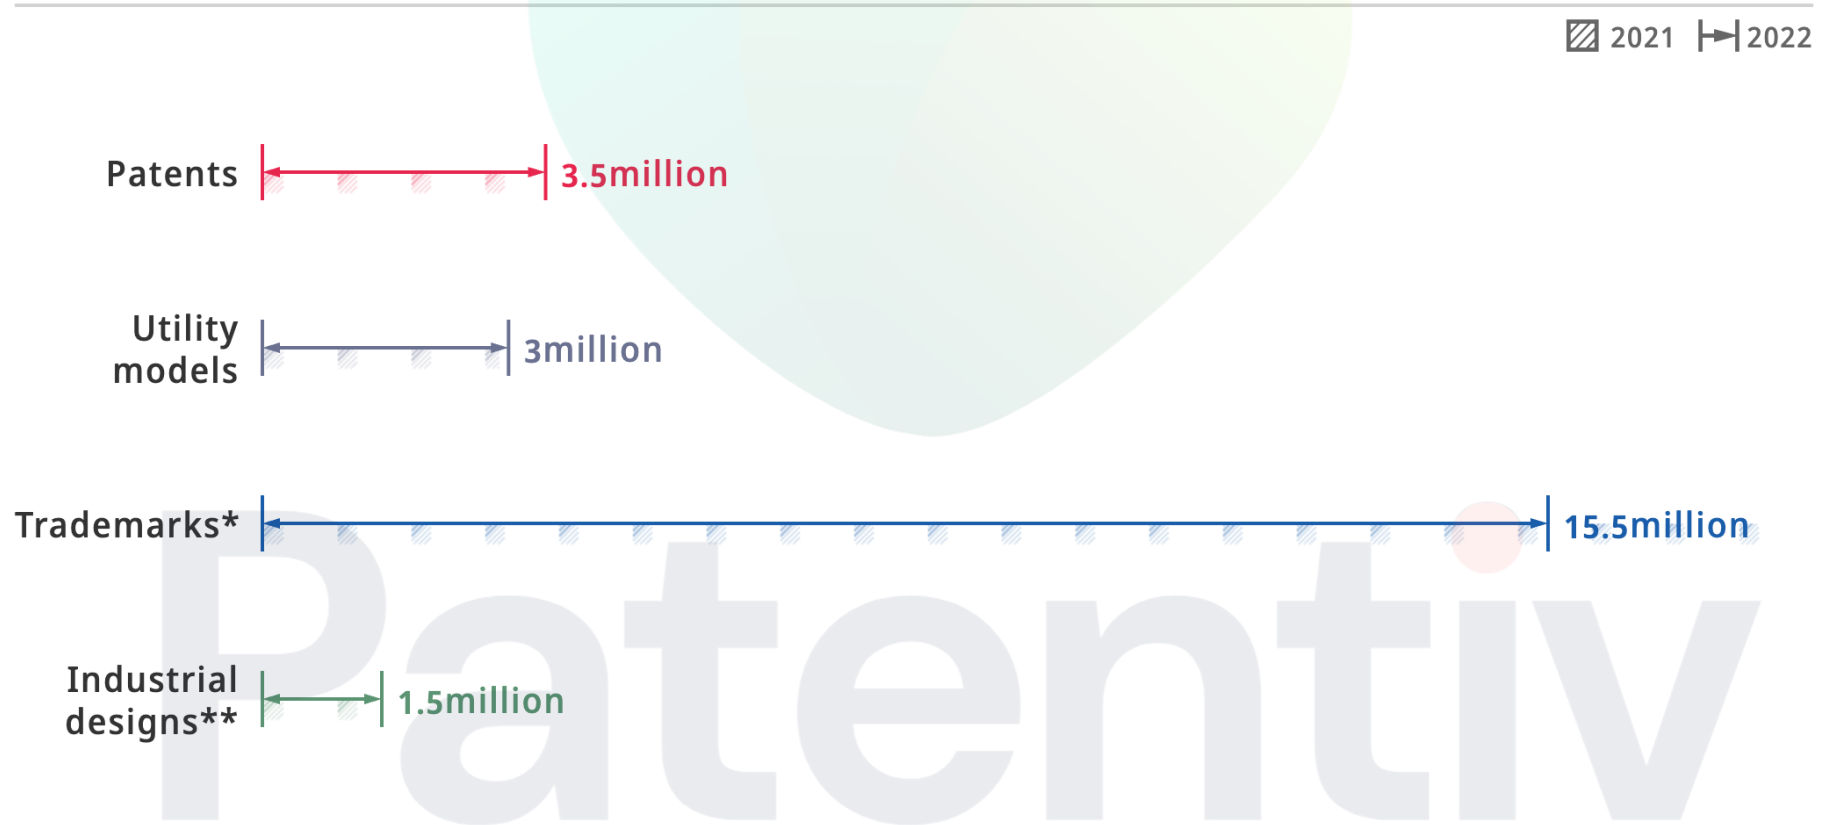 2021 2022
Patents 3.5million
Utility
models
3million
Trademarks* 15.5million
Industrial
designs**
1.5million
Patentiv